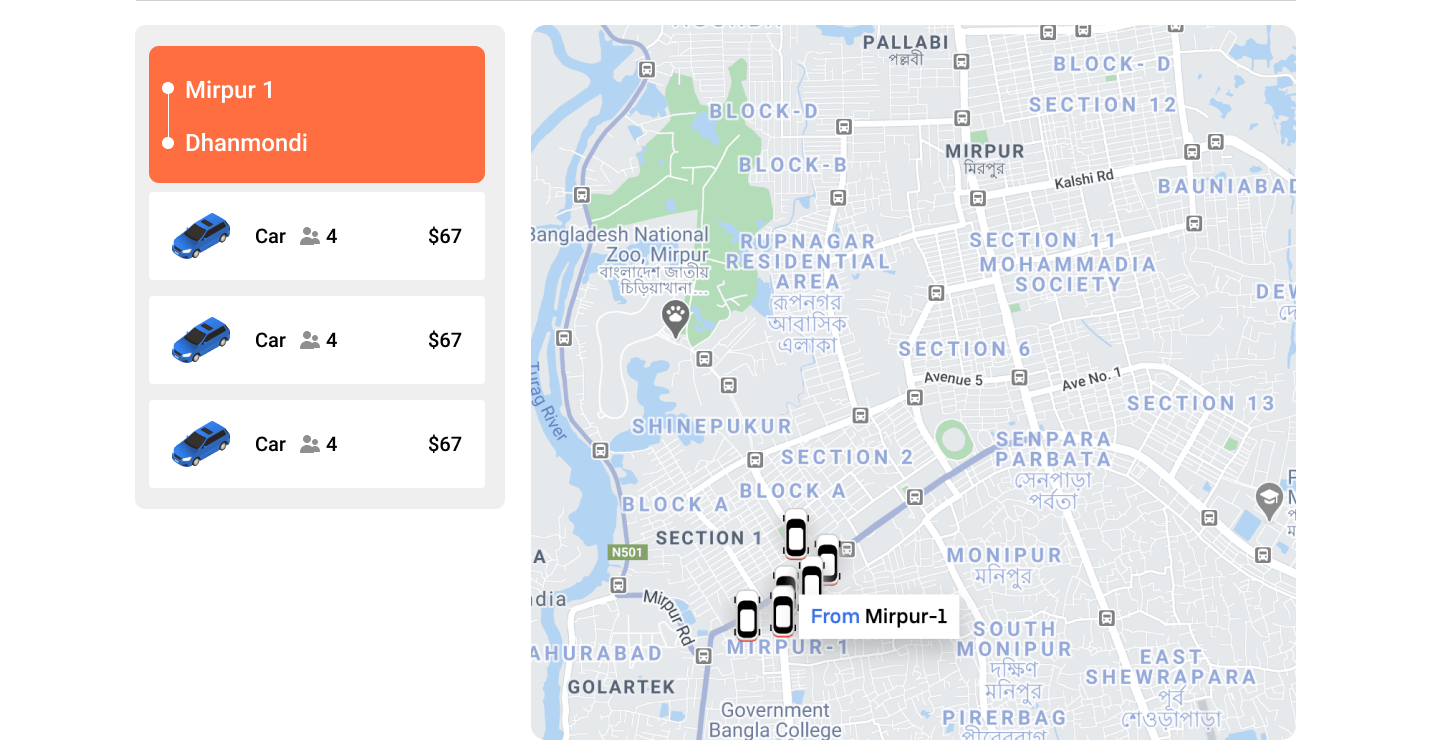 Mirpur 1
Dhanmondi
Car 4 $67
Car 4 $67
Car 4 $67
PALLABI
পল্লবী
BLOCK- D
SECTION 12
BLOCK-D
MIRPUR
মিরপুর
BLOCK-B
Kalshi Rd
BAUNIABAD
Bangladesh National
Zoo, Mirpur
বাংলাদেশ জাতীয়
চিড়িয়াখানা...
RUPNAGAR
RESIDENTIAL
AREA
রূপনগর
আবাসিক
এলাকা
SECTION 11
MOHAMMADIA
SOCIETY
DEW
SECTION 6
Avenue 5
Ave No. 1
Turag River
SECTION 13
SHINEPUKUR
SENPARA
PARBATA
সেনপাড়া
পর্বতা
SECTION 2
BLOCK A
BLOCK A
SECTION 1
N501
A
MONIPUR
মনিপুর
ndia
Mirpur Rd
From Mirpur-1
MIRPUR-1
AHURABAD
GOLARTEK
SOUTH
MONIPUR
দক্ষিণ
মনিপুর
EAST
SHEWRAPARA
পূর্ব
শেওড়াপাড়া
Government
Bangla College
PIRERBAG
পীরেরবাগ